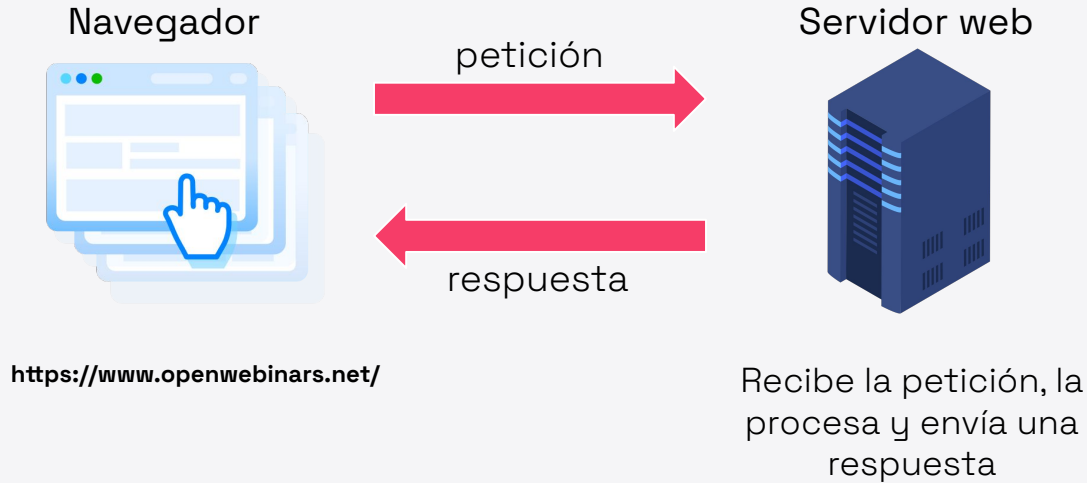 Navegador
Servidor web
petición
respuesta
https://www.openwebinars.net/
Recibe la petición, la
procesa y envía una
respuesta